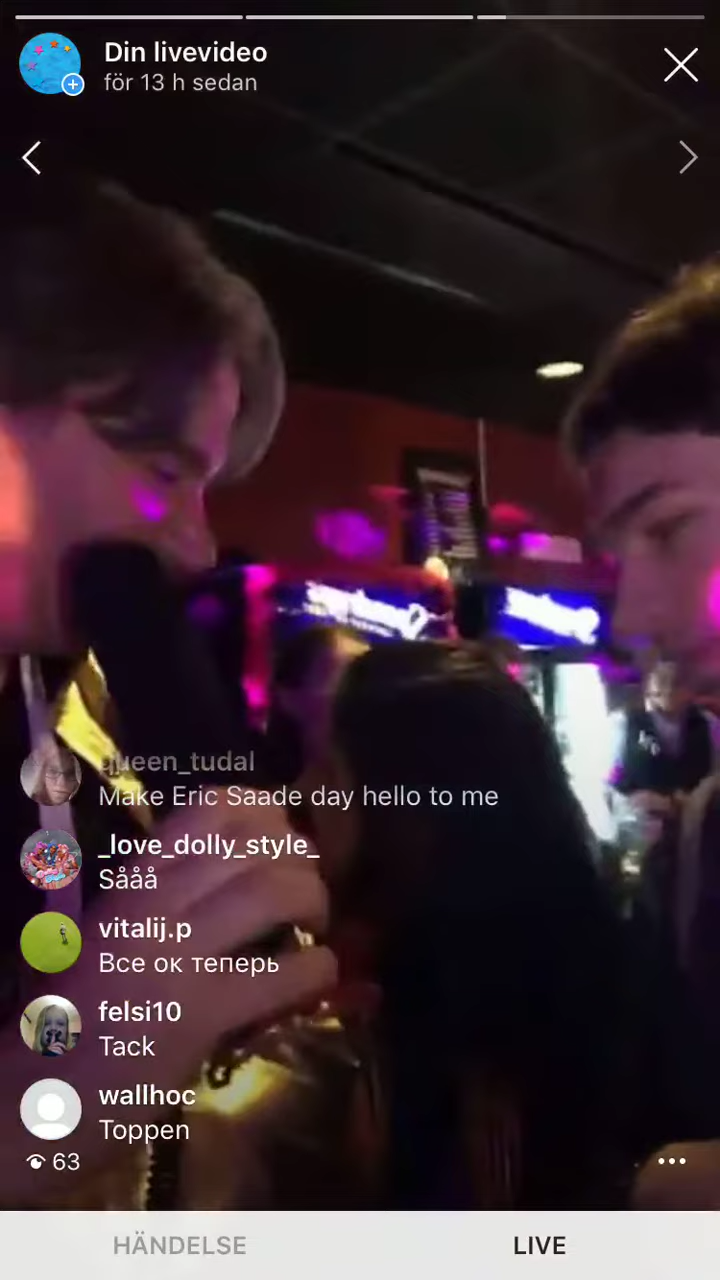 Din livevideo
för 13 h sedan
queen_tudal
Make Eric Saade day hello to me
_love_dolly_style_
Sååå
vitalij.p
Все ок теперь
felsi10
Tack
wallhoc
Toppen
63
HÄNDELSE
LIVE